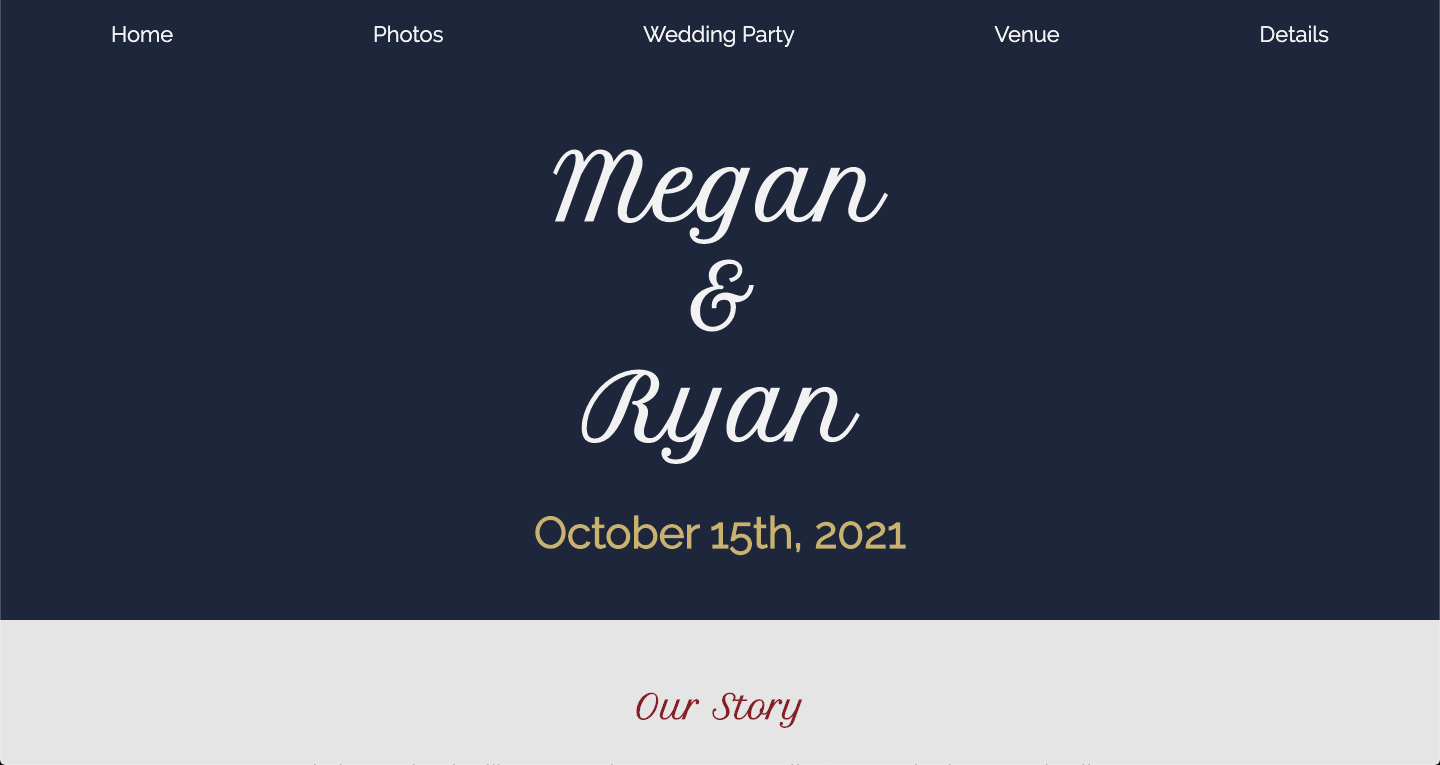 Home Photos Wedding Party Venue Details
Megan
&
Ryan
October 15th, 2021
Our Story